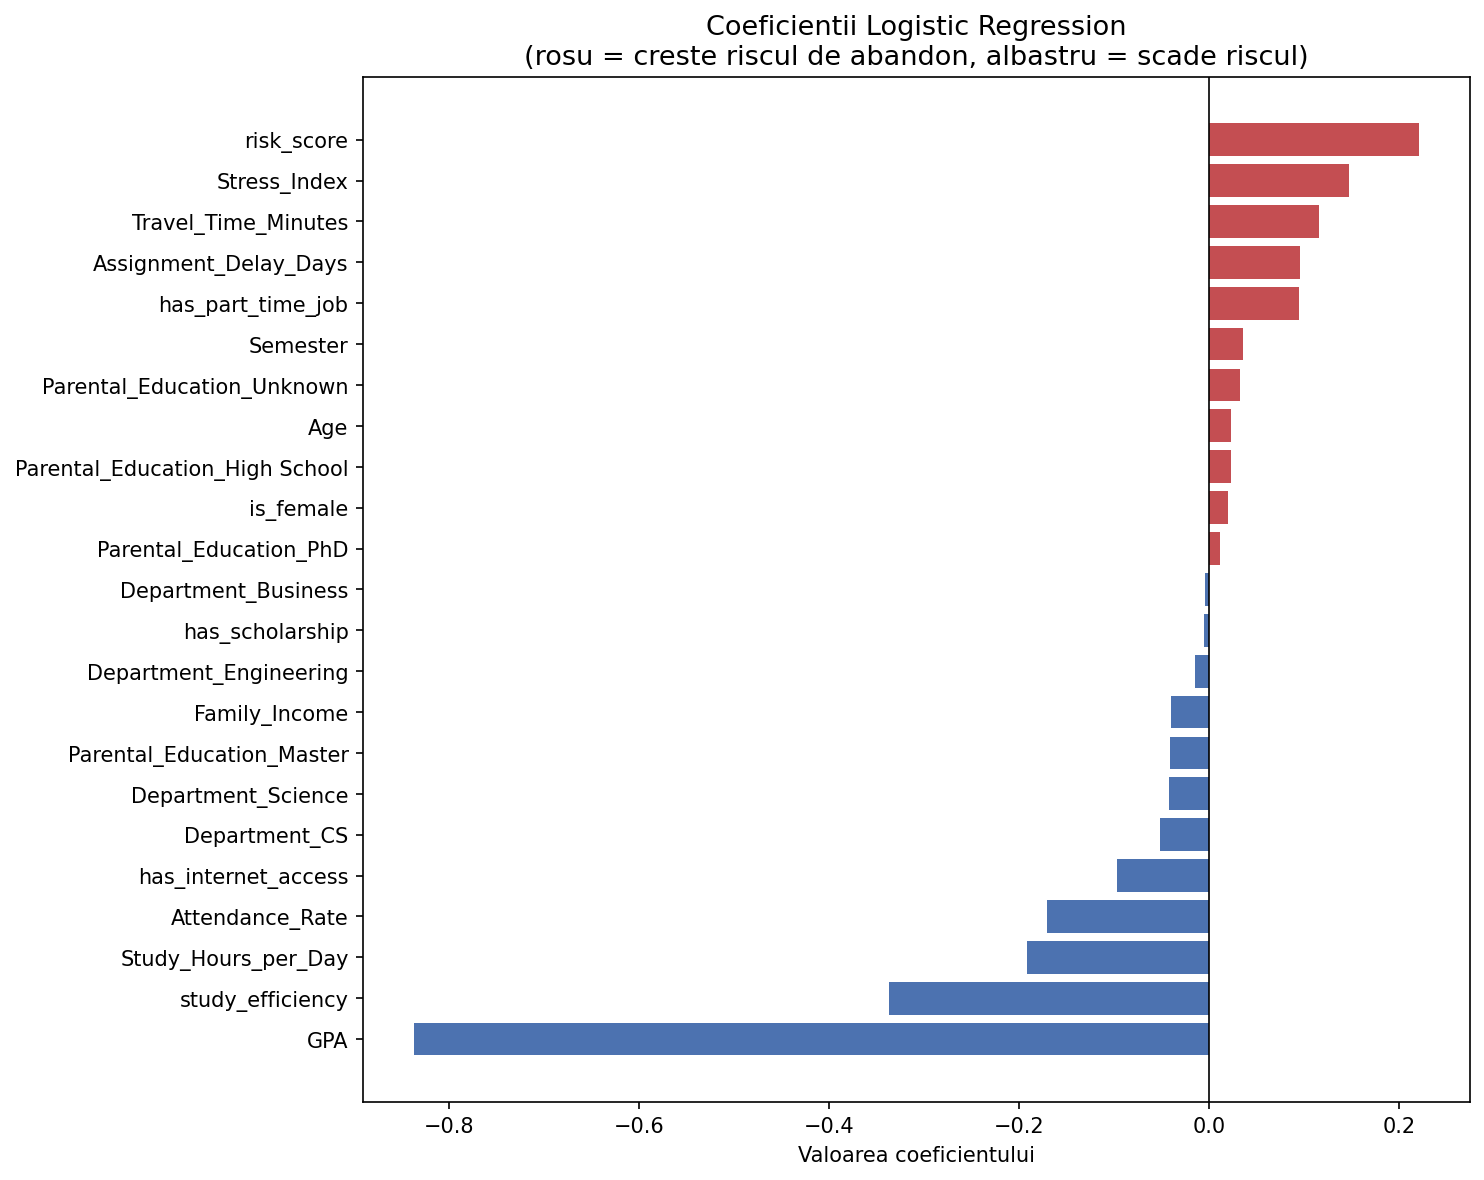 Coeficientii Logistic Regression
(rosu = creste riscul de abandon, albastru = scade riscul)
risk_score
Stress_Index
Travel_Time_Minutes
Assignment_Delay_Days
has_part_time_job
Semester
Parental_Education_Unknown
Age
Parental_Education_High School
is_female
Parental_Education_PhD
Department_Business
has_scholarship
Department_Engineering
Family_Income
Parental_Education_Master
Department_Science
Department_CS
has_internet_access
Attendance_Rate
Study_Hours_per_Day
study_efficiency
GPA
−0.8 −0.6 −0.4 −0.2 0.0 0.2
Valoarea coeficientului